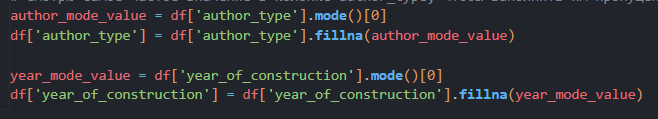 author_mode_value = df['author_type'].mode()[0]
df['author_type'] = df['author_type'].fillna(author_mode_value)
year_mode_value = df['year_of_construction'].mode()[0]
df['year_of_construction'] = df['year_of_construction'].fillna(year_mode_value)